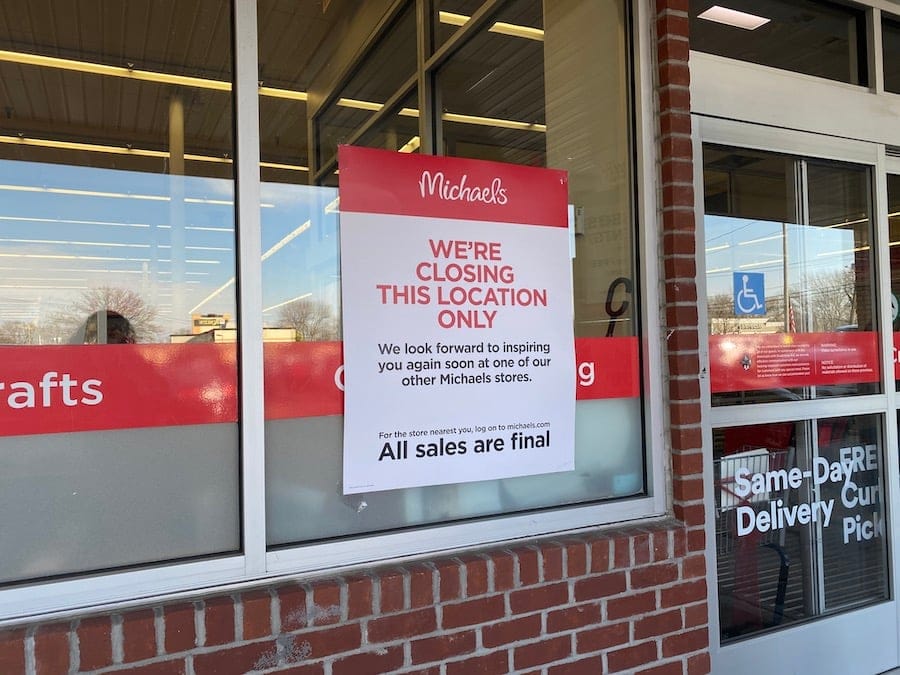 Michaels
WE'RE
CLOSING
THIS LOCATION
ONLY
We look forward to inspiring
you again soon at one of our
other Michaels stores.
For the store nearest you, log on to michaels.com
All sales are final
afts
g
Same-Day
Delivery
FRE
Cur
Pick